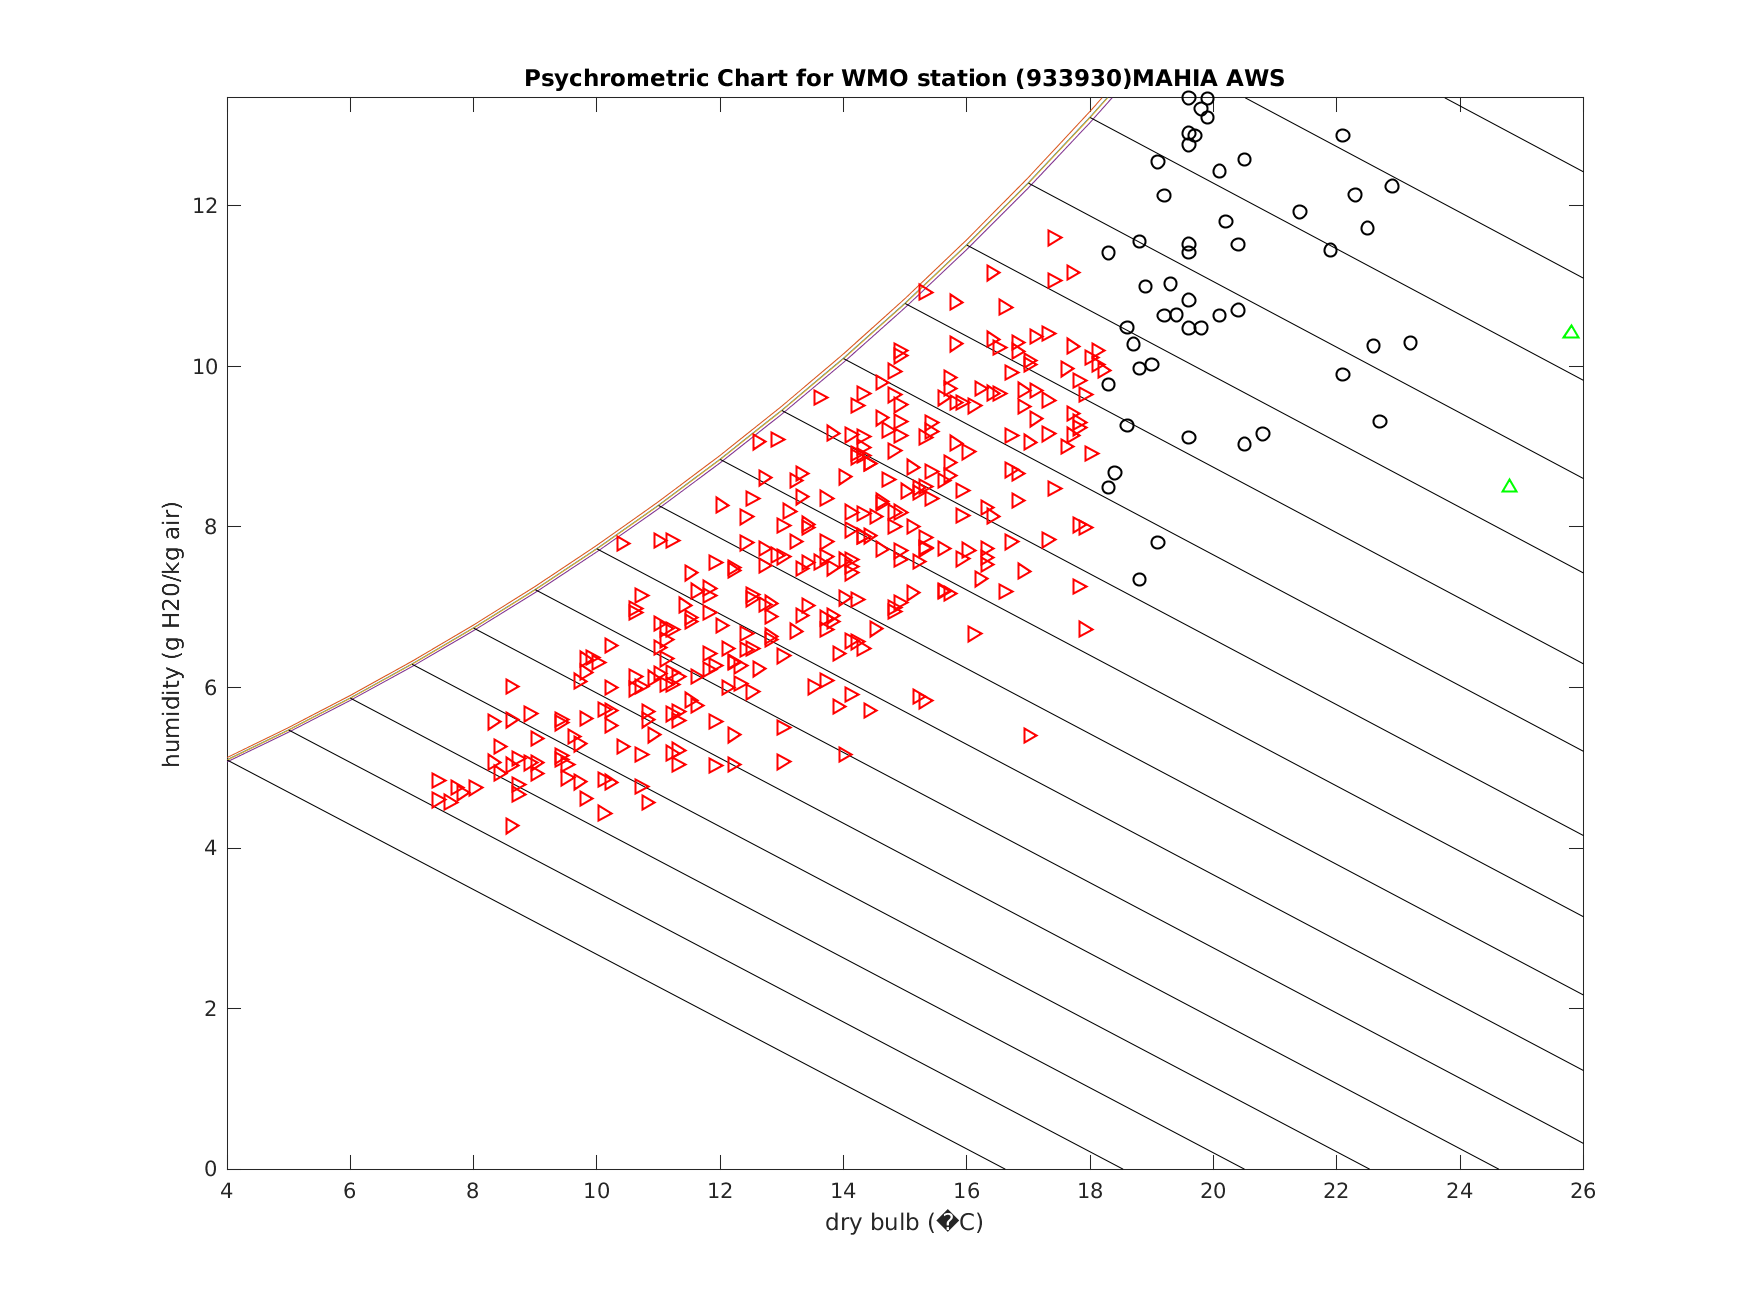 Psychrometric Chart for WMO station (933930)MAHIA AWS
humidity (g H20/kg air)
12
10
8
6
4
2
0
4 6 8 10 12 14 16 18 20 22 24 26
dry bulb (�C)